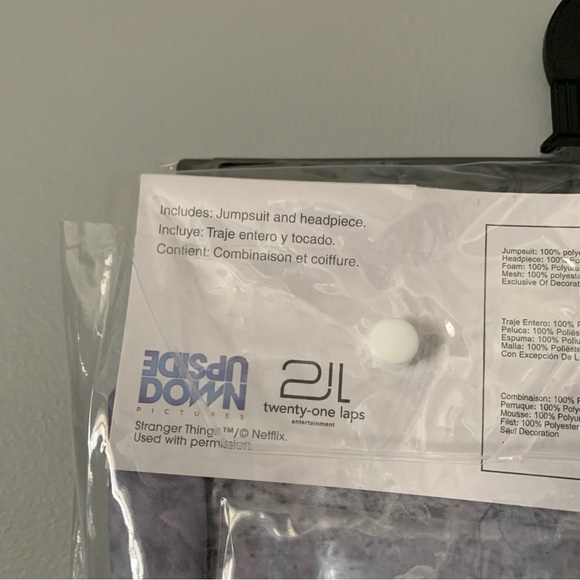 Includes: Jumpsuit and headpiece.
Incluye: Traje entero y tocado.
Contient: Combinaison et coiffure.
UPSIDE
DOWN
PICTURES
21L
twenty-one laps
entertainment
Stranger Things ™/© Netflix.
Used with permission.
Jumpsuit: 100%
Headpiece: 100%
Foam: 100%
Mesh: 100%
Exclusive Of
Traje Entero: 100%
Peluca: 100%
Espuma: 100%
Malla: 100%
Con Excepción De
Combinaison: 100%
Perruque: 100%
Mousse: 100%
Filet: 100% Polyester
Sauf Decoration